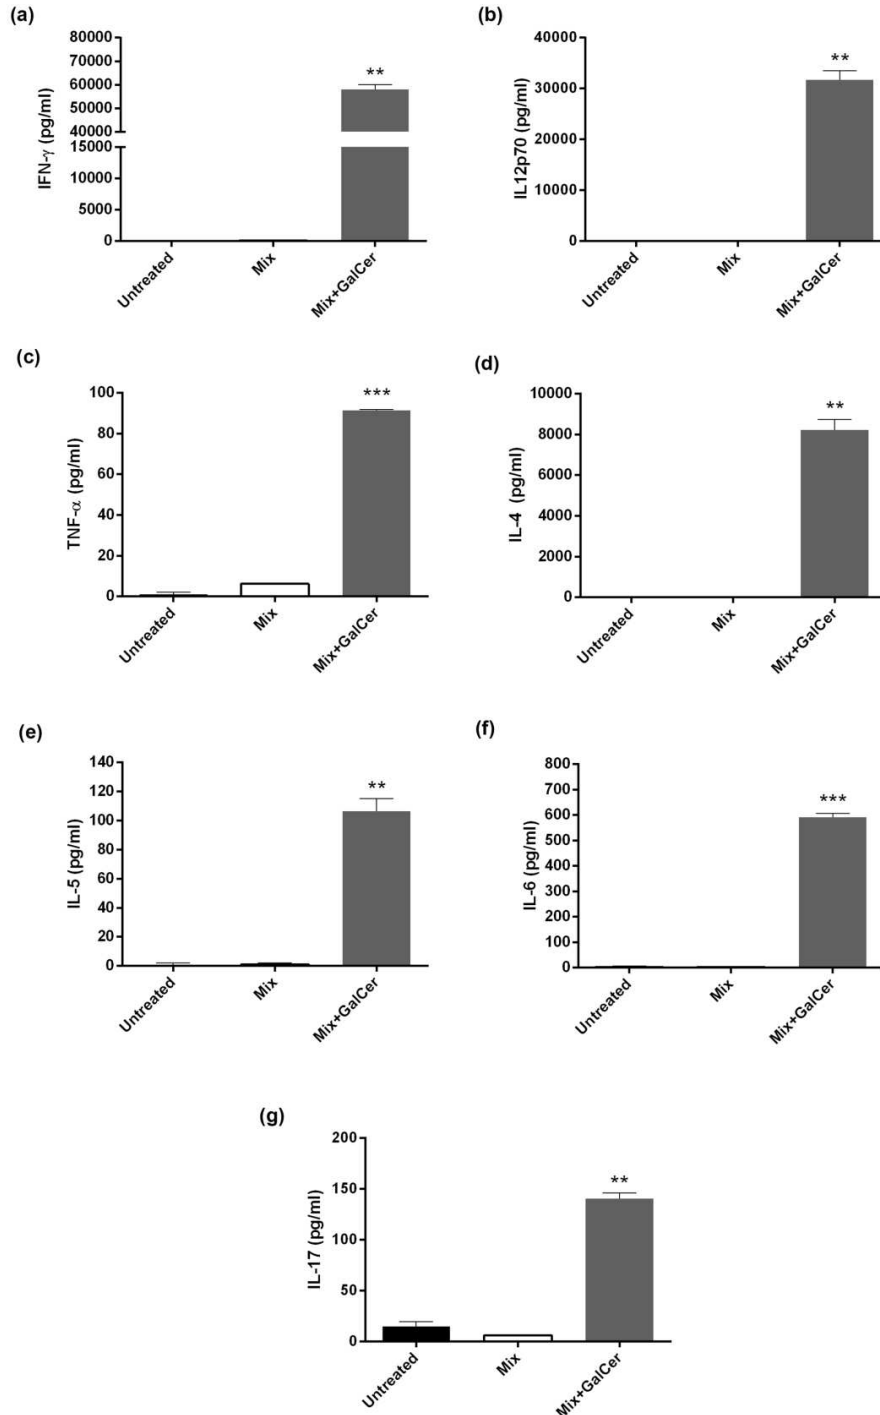 (a)
IFN-γ (pg/ml)
80000
70000
60000
50000
40000
15000
10000
5000
0
**
Untreated
Mix
Mix+GalCer
(b)
IL12p70 (pg/ml)
40000
30000
20000
10000
0
**
Untreated
Mix
Mix+GalCer
(c)
TNF-α (pg/ml)
100
80
60
40
20
0
***
Untreated
Mix
Mix+GalCer
(d)
IL-4 (pg/ml)
10000
8000
6000
4000
2000
0
**
Untreated
Mix
Mix+GalCer
(e)
IL-5 (pg/ml)
140
120
100
80
60
40
20
0
**
Untreated
Mix
Mix+GalCer
(f)
IL-6 (pg/ml)
800
700
600
500
400
300
200
100
0
***
Untreated
Mix
Mix+GalCer
(g)
IL-17 (pg/ml)
200
150
100
50
0
**
Untreated
Mix
Mix+GalCer